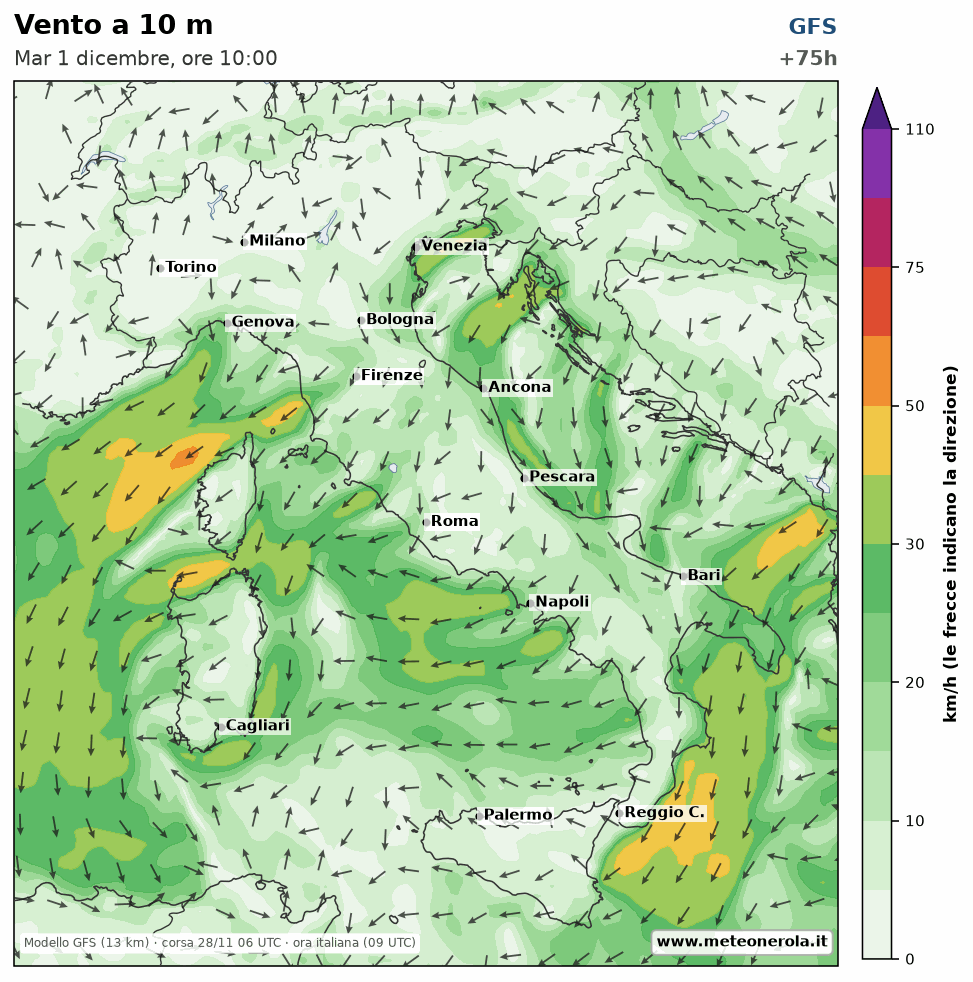 Vento a 10 m
GFS
Mar 1 dicembre, ore 10:00
+75h
110
Milano
Venezia
Torino
75
Genova
Bologna
Firenze
Ancona
50
Pescara
Roma
30
Bari
Napoli
20
Cagliari
Palermo
Reggio C.
10
km/h (le frecce indicano la direzione)
Modello GFS (13 km) · corsa 28/11 06 UTC · ora italiana (09 UTC)
www.meteonerola.it
0